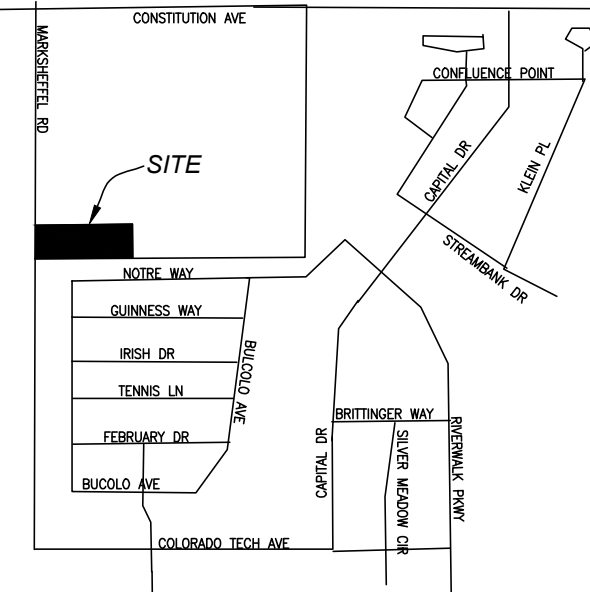 CONSTITUTION AVE
MARKSHEFFEL RD
CONFLUENCE POINT
SITE
CAPITAL DR
KLEIN PL
STREAMBANK DR
NOTRE WAY
GUINNESS WAY
IRISH DR
BULCOLO AVE
TENNIS LN
BRITTINGER WAY
RIVERWALK PKWY
FEBRUARY DR
CAPITAL DR
SILVER MEADOW CIR
BUCOLO AVE
COLORADO TECH AVE